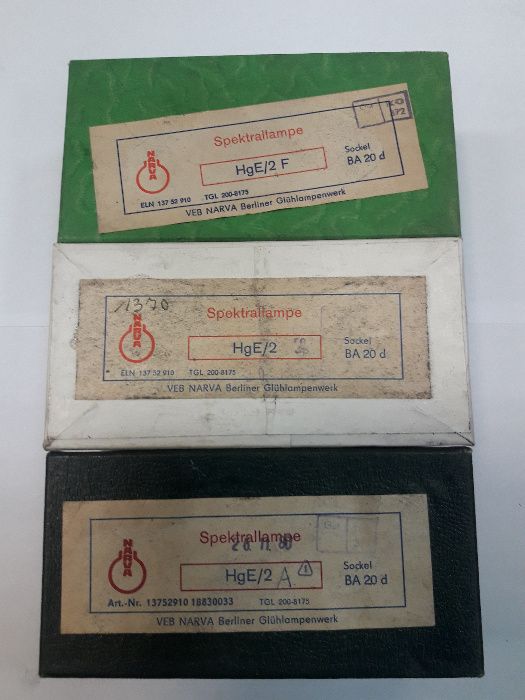 Spektrallampe
NARVA
HgE/2 F
Sockel
BA 20 d
ELN 137 52 910 TGL 200-8175
VEB NARVA Berliner Glühlampenwerk
1370
Spektrallampe
NARVA
HgE/2
Sockel
BA 20 d
ELN 137 52 910 TGL 200-8175
VEB NARVA Berliner Glühlampenwerk
Spektrallampe
NARVA
HgE/2 A 1
Sockel
BA 20 d
Art.-Nr. 13752910 18830033 TGL 200-8175
VEB NARVA Berliner Glühlampenwerk